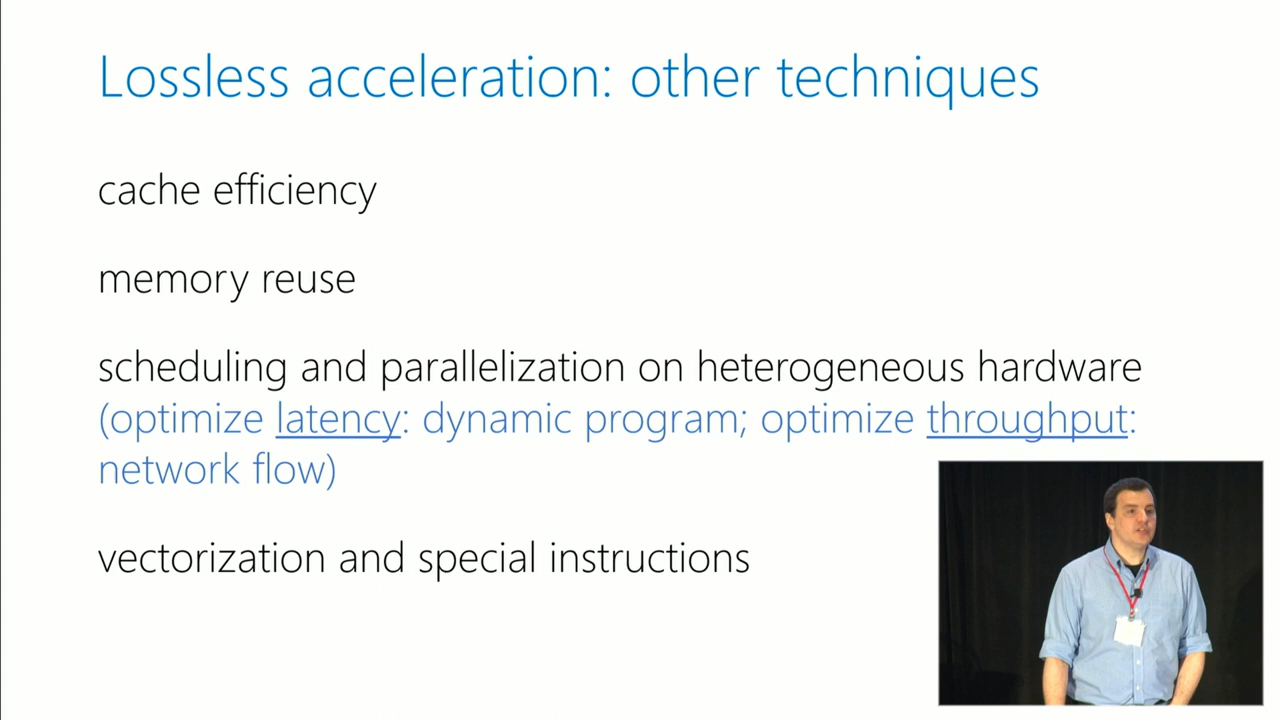 Lossless acceleration: other techniques
cache efficiency
memory reuse
scheduling and parallelization on heterogeneous hardware
(optimize latency: dynamic program; optimize throughput:
network flow)
vectorization and special instructions